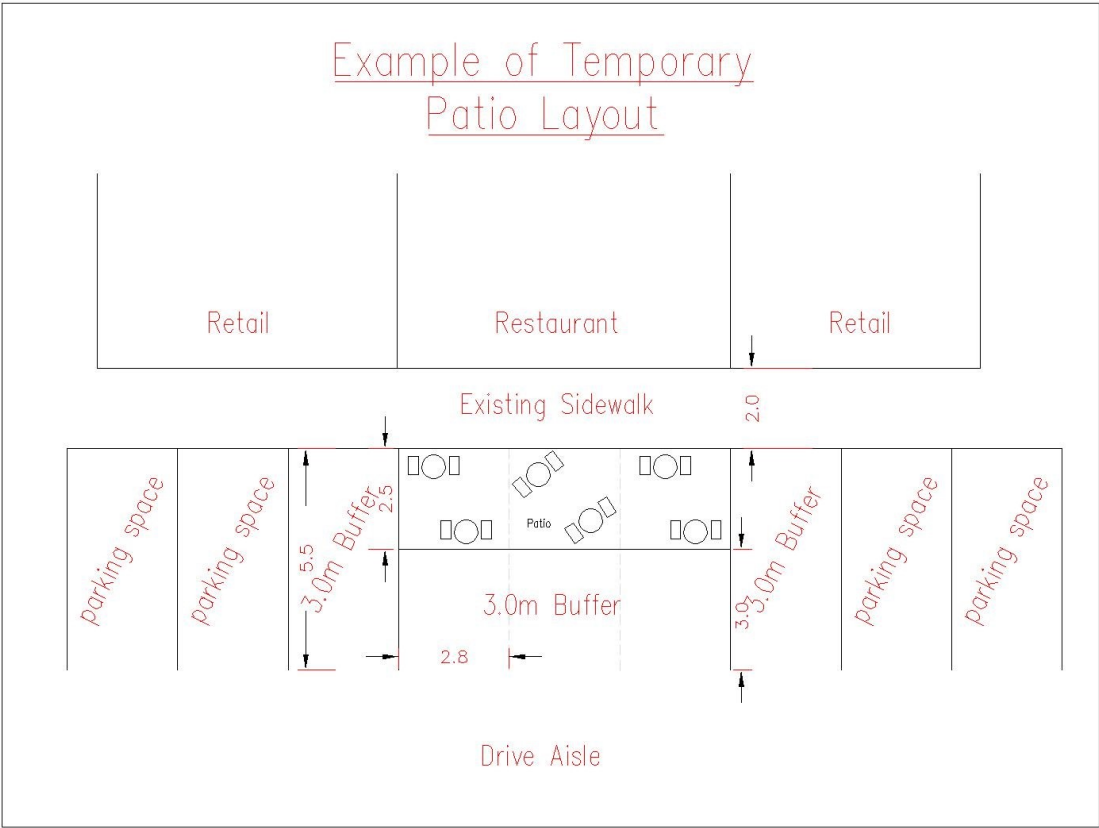 Example of Temporary
Patio Layout
Retail
Restaurant
Retail
Existing Sidewalk
2.0
parking space
parking space
5.5
3.0m Buffer
2.5
Patio
3.0m Buffer
2.8
3.0
3.0m Buffer
parking space
parking space
Drive Aisle